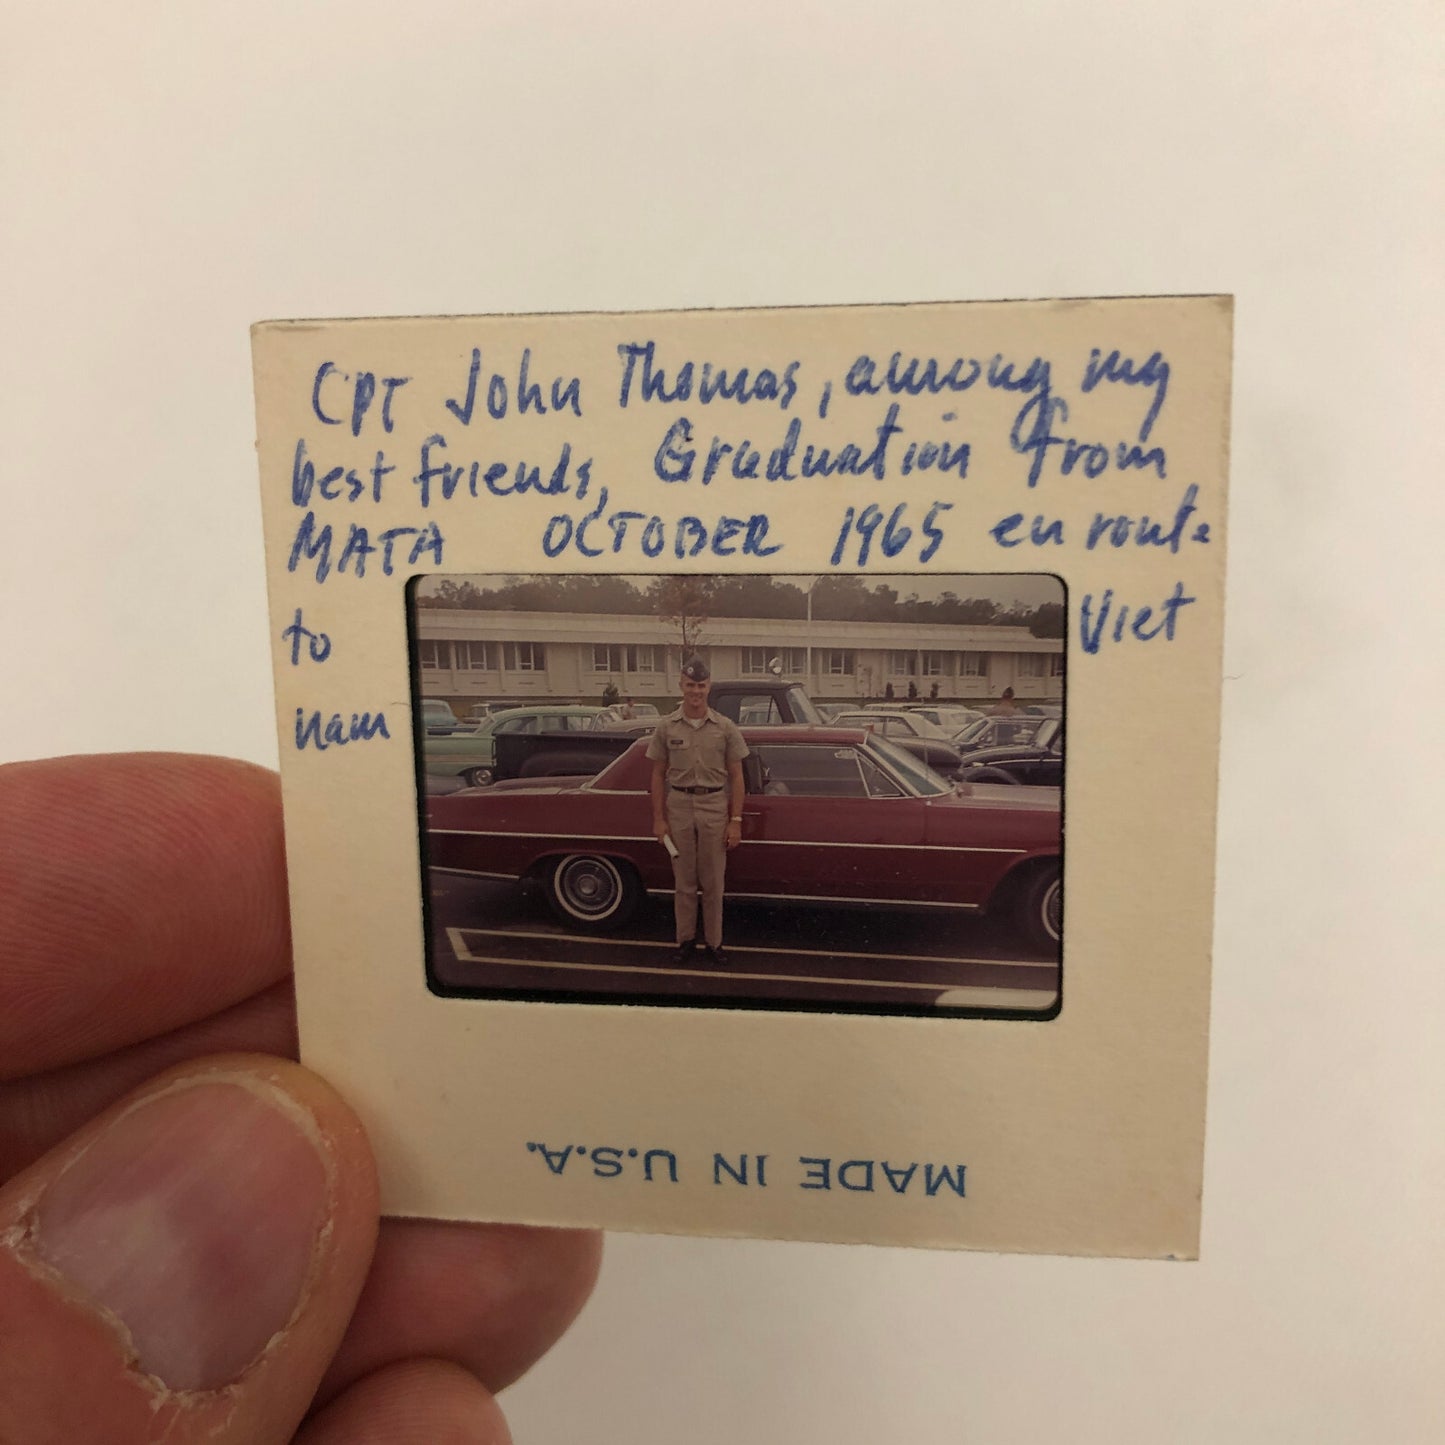 CPT John Thomas, among my
best friends, Graduation from
MATA OCTOBER 1965 en route
to Viet
nam
MADE IN U.S.A.